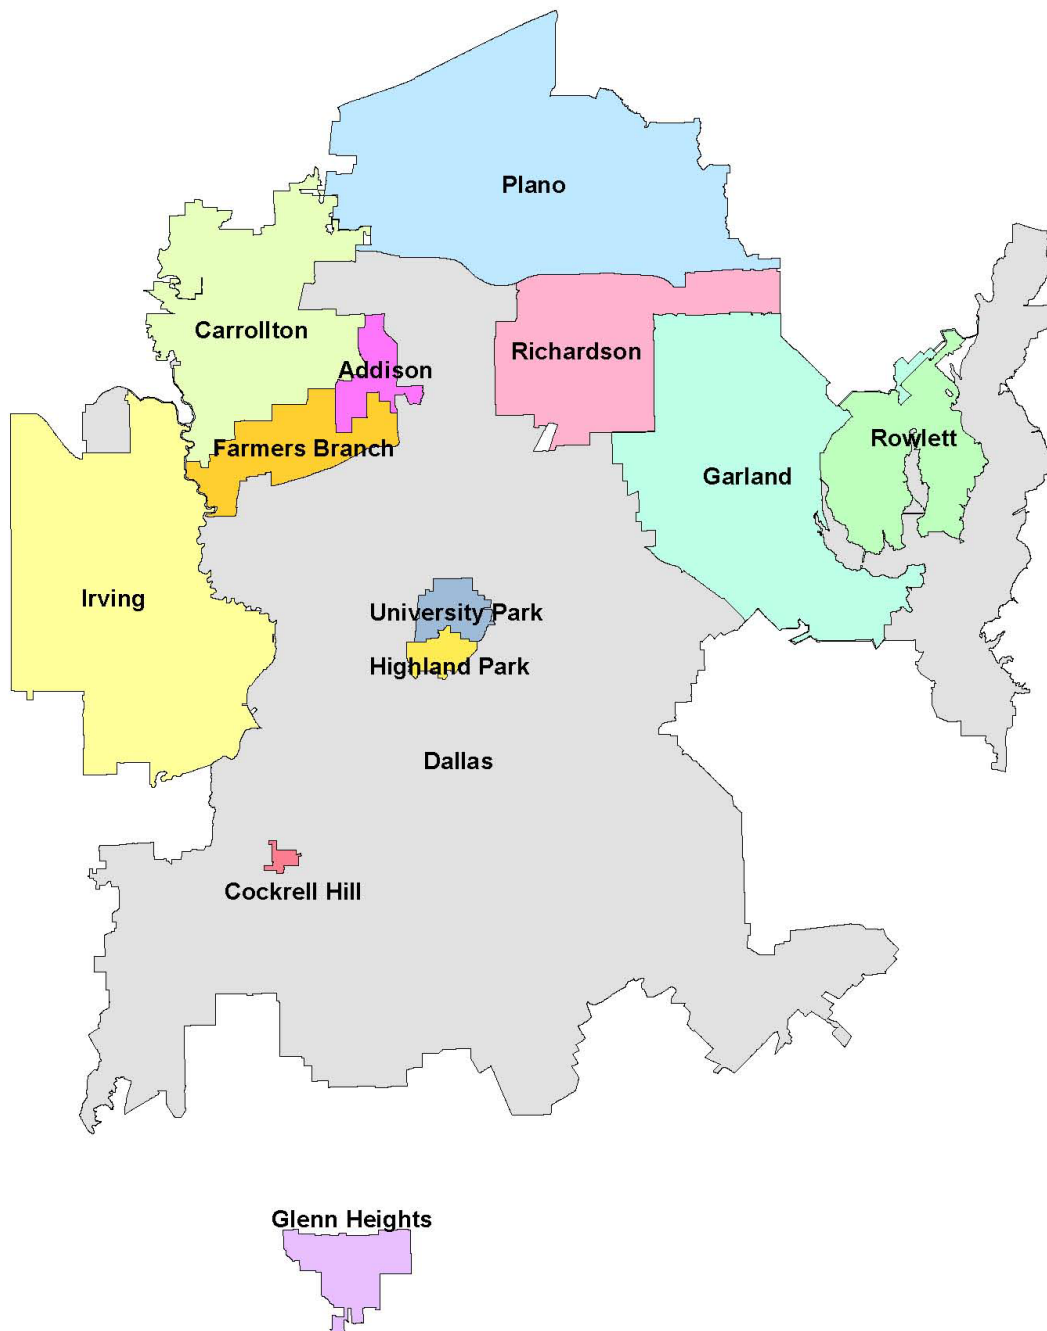 Plano
Carrollton
Richardson
Addison
Rowlett
Farmers Branch
Garland
Irving
University Park
Highland Park
Dallas
Cockrell Hill
Glenn Heights